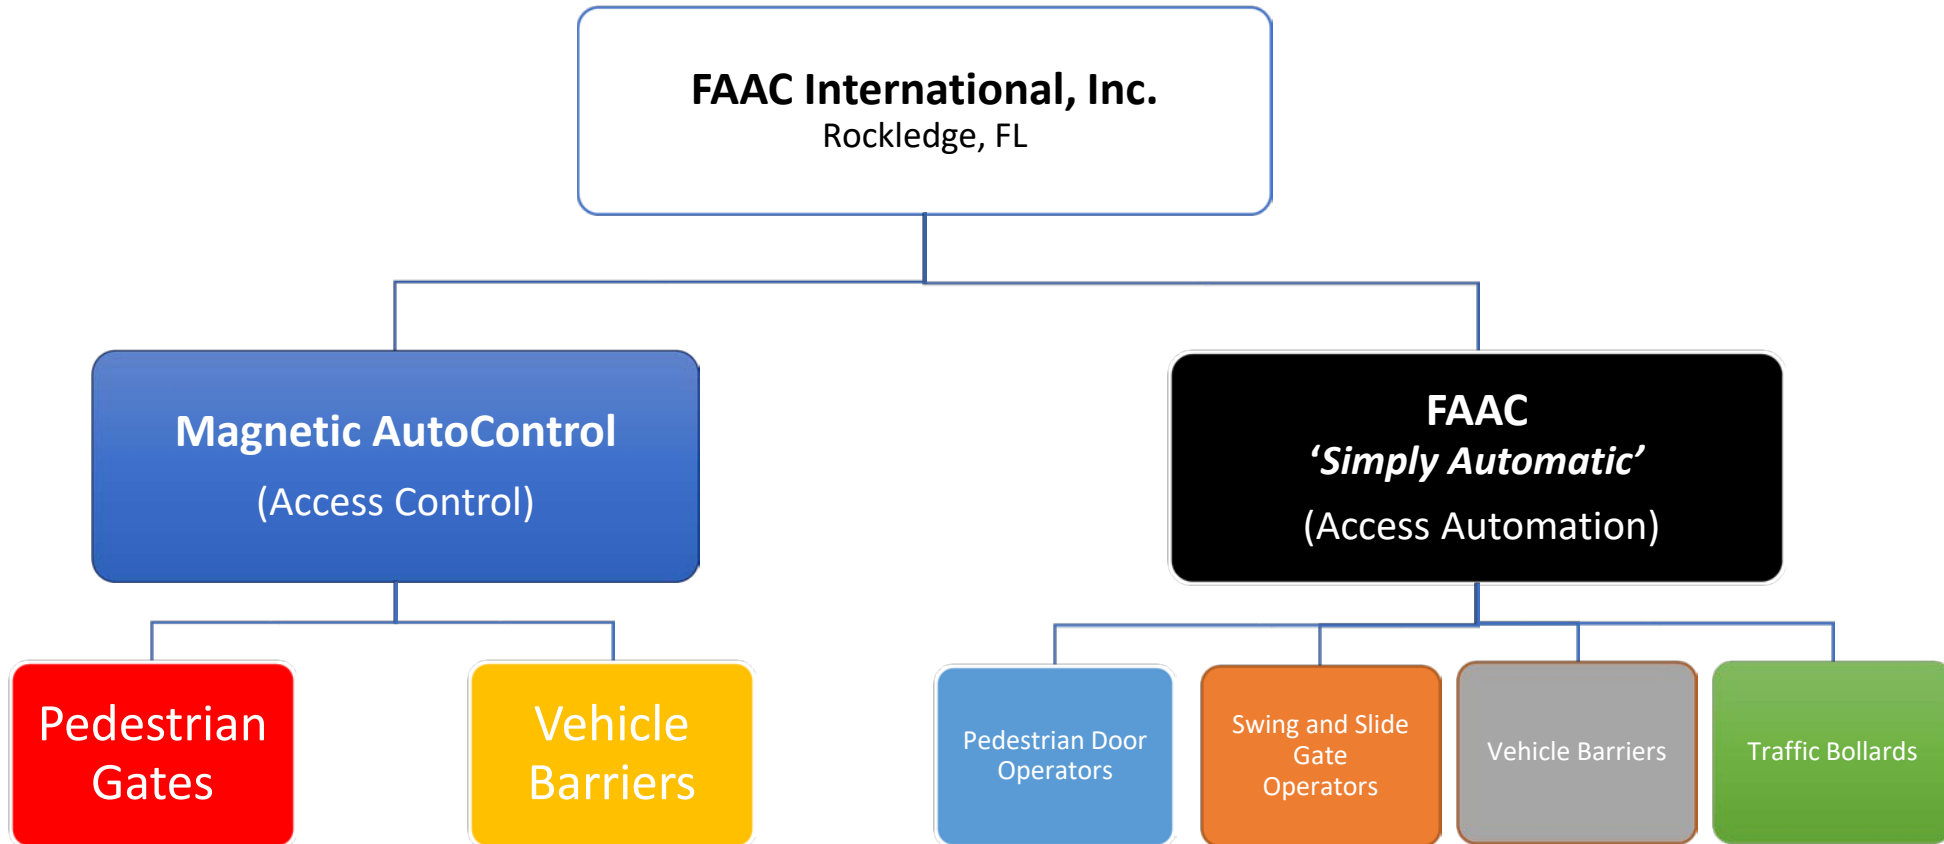 FAAC International, Inc.
Rockledge, FL
Magnetic AutoControl
(Access Control)
FAAC
‘Simply Automatic’
(Access Automation)
Pedestrian
Gates
Vehicle
Barriers
Pedestrian Door
Operators
Swing and Slide
Gate
Operators
Vehicle Barriers
Traffic Bollards